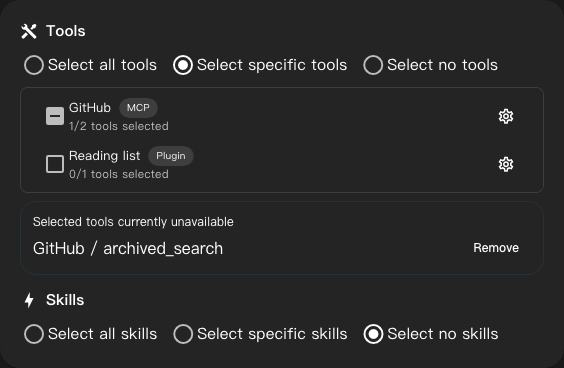 Tools
Select all tools Select specific tools Select no tools
GitHub MCP
1/2 tools selected
Reading list Plugin
0/1 tools selected
Selected tools currently unavailable
GitHub / archived_search Remove
Skills
Select all skills Select specific skills Select no skills